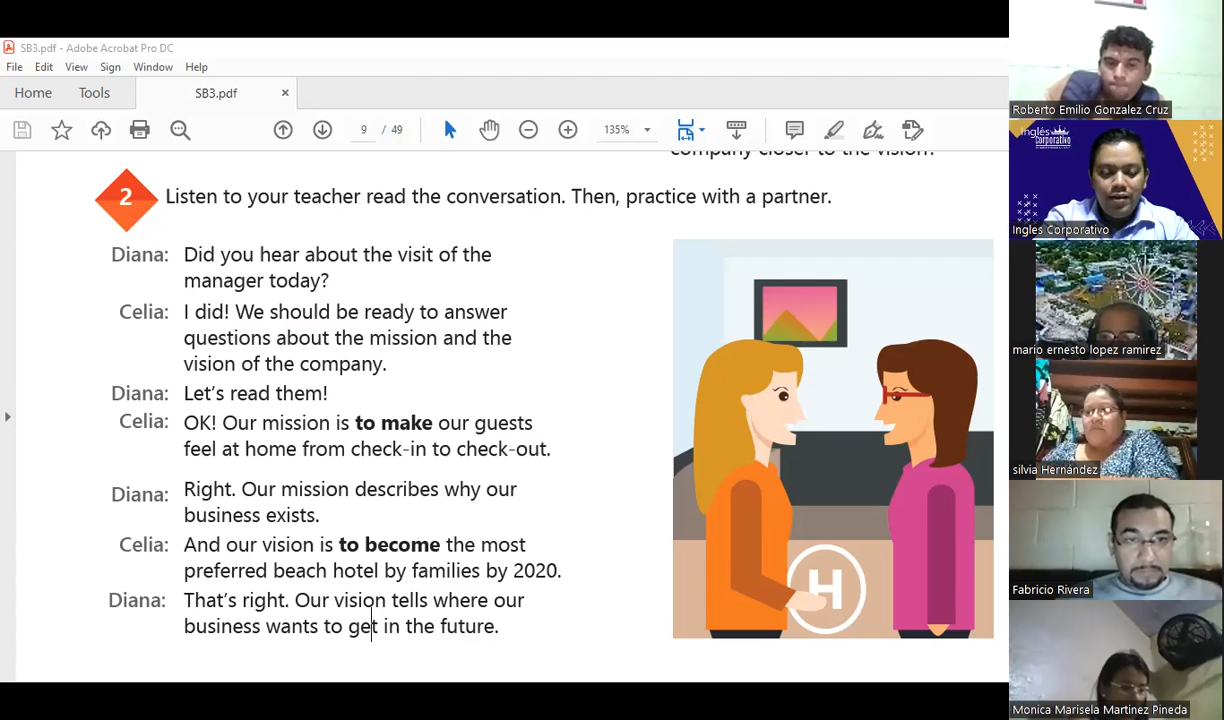 SB3.pdf - Adobe Acrobat Pro DC
File Edit View Sign Window Help
Home Tools SB3.pdf ×
9 / 49 135%
company closer to the vision?
2 Listen to your teacher read the conversation. Then, practice with a partner.
Diana: Did you hear about the visit of the
manager today?
Celia: I did! We should be ready to answer
questions about the mission and the
vision of the company.
Diana: Let's read them!
Celia: OK! Our mission is to make our guests
feel at home from check-in to check-out.
Diana: Right. Our mission describes why our
business exists.
Celia: And our vision is to become the most
preferred beach hotel by families by 2020.
Diana: That's right. Our vision tells where our
business wants to get in the future.
H
Roberto Emilio Gonzalez Cruz
Inglés
Corporativo
Ingles Corporativo
mario ernesto lopez ramirez
silvia Hernández
Fabricio Rivera
Monica Marisela Martinez Pineda